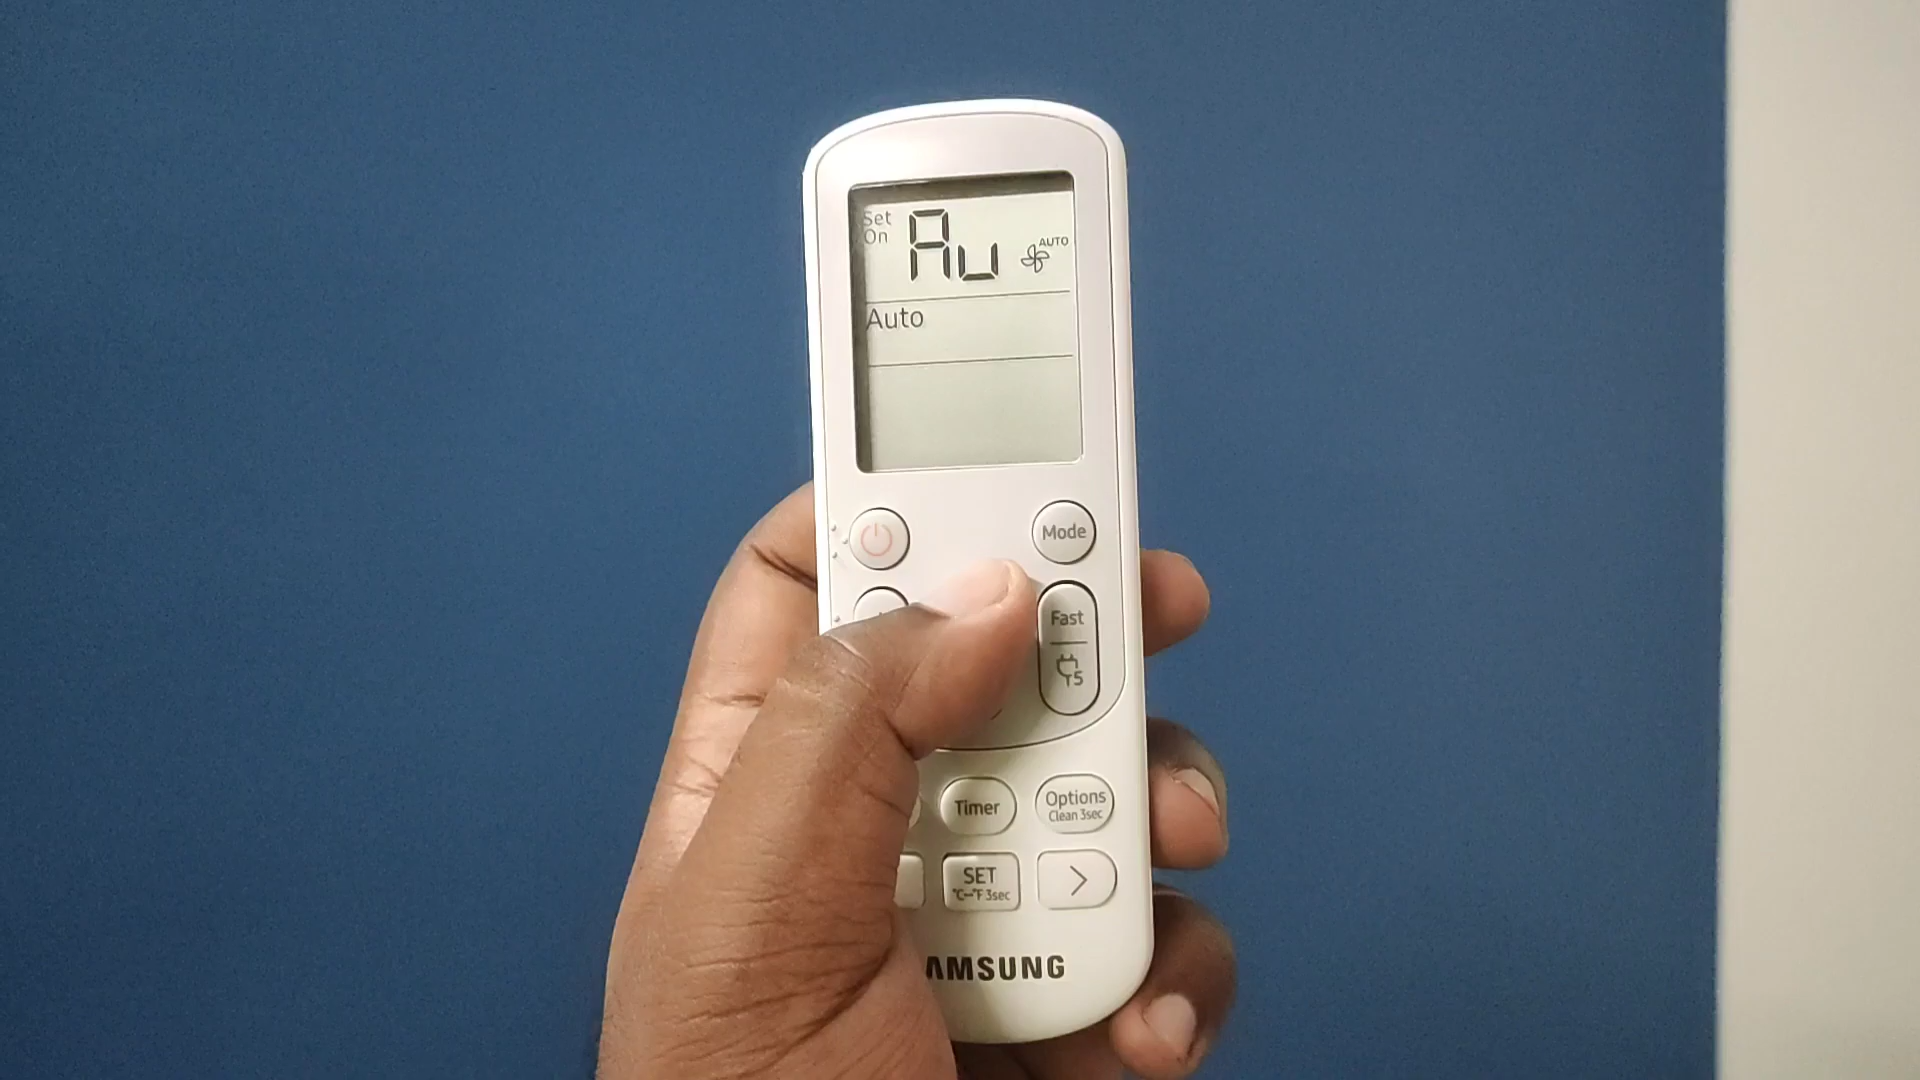 Set
On
Au
AUTO
Auto
Mode
Fast
5
Timer
Options
Clean 3sec
SET
°C↔°F 3sec
AMSUNG